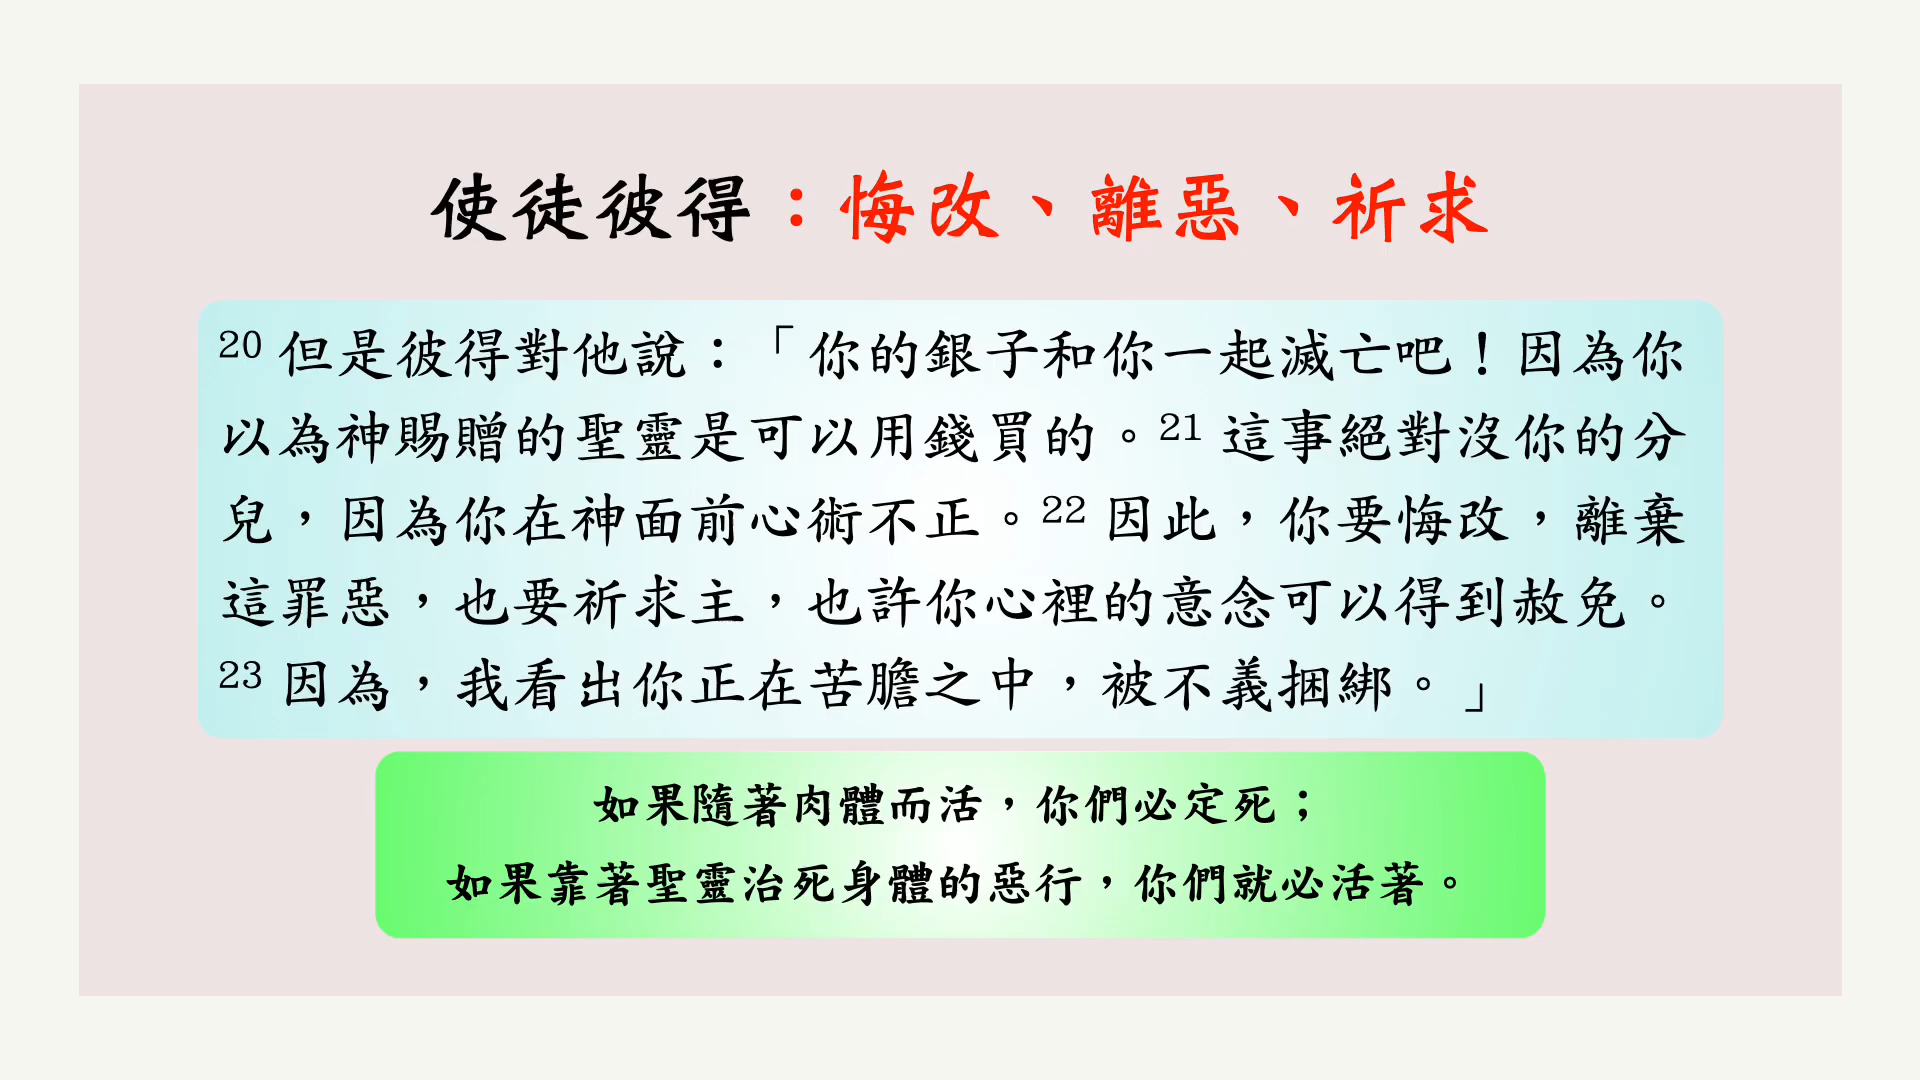 使徒彼得：悔改、離惡、祈求
20 但是彼得對他說：「你的銀子和你一起滅亡吧！因為你
以為神賜贈的聖靈是可以用錢買的。21 這事絕對沒你的分
兒，因為你在神面前心術不正。22 因此，你要悔改，離棄
這罪惡，也要祈求主，也許你心裡的意念可以得到赦免。
23 因為，我看出你正在苦膽之中，被不義捆綁。」
如果隨著肉體而活，你們必定死；
如果靠著聖靈治死身體的惡行，你們就必活著。